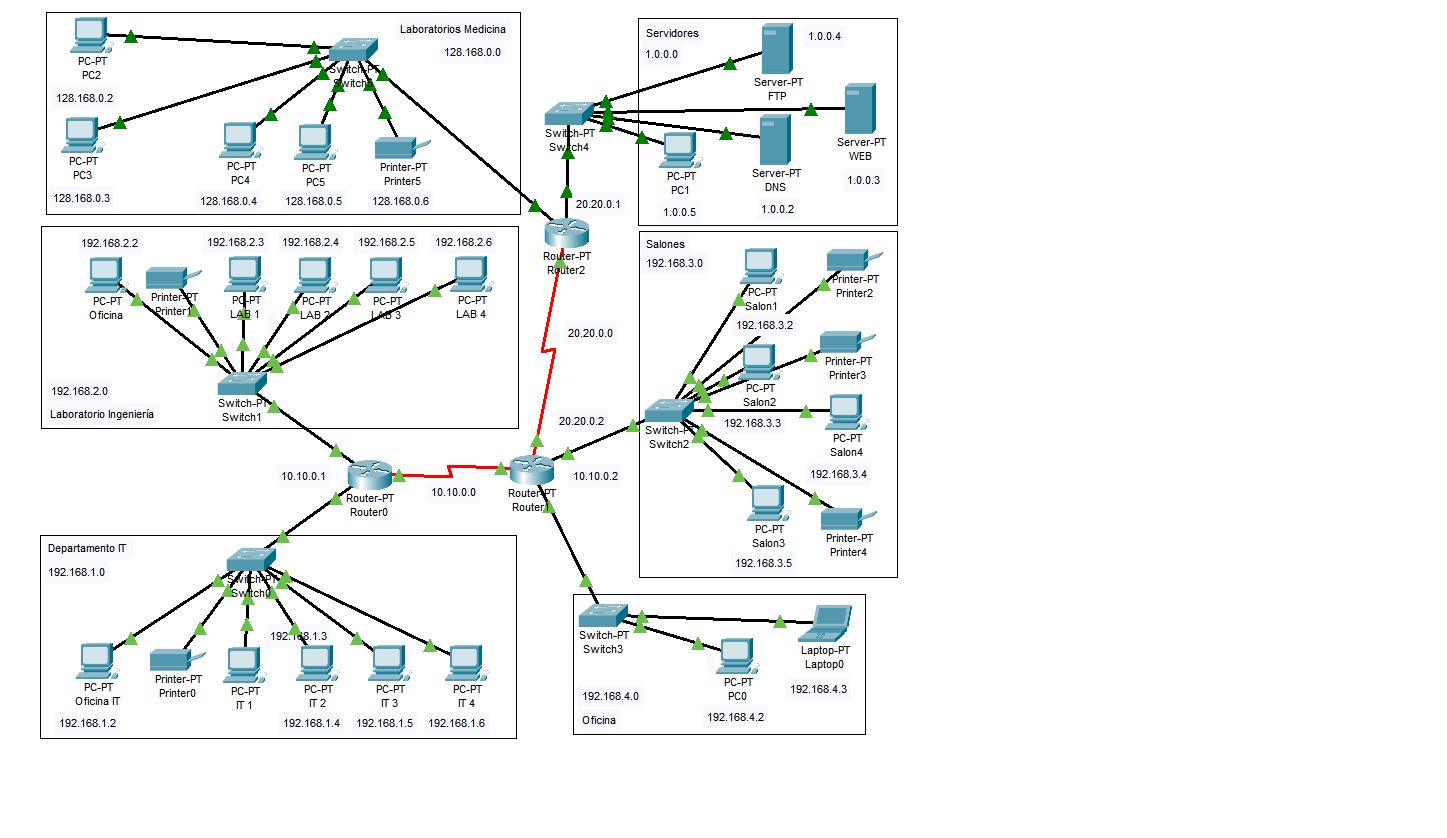 Laboratorios Medicina
128.168.0.0
PC-PT
PC2
128.168.0.2
Switch-PT
Switch5
PC-PT
PC3
128.168.0.3
PC-PT
PC4
128.168.0.4
PC-PT
PC5
128.168.0.5
Printer-PT
Printer5
128.168.0.6
Servidores
1.0.0.0
1.0.0.4
Server-PT
FTP
Switch-PT
Switch4
Server-PT
WEB
1.0.0.3
PC-PT
PC1
1.0.0.5
Server-PT
DNS
1.0.0.2
20.20.0.1
Router-PT
Router2
192.168.2.2
192.168.2.3
192.168.2.4
192.168.2.5
192.168.2.6
PC-PT
Oficina
Printer-PT
Printer1
PC-PT
LAB 1
PC-PT
LAB 2
PC-PT
LAB 3
PC-PT
LAB 4
192.168.2.0
Laboratorio Ingeniería
Switch-PT
Switch1
20.20.0.0
20.20.0.2
Salones
192.168.3.0
PC-PT
Salon1
192.168.3.2
Printer-PT
Printer2
Printer-PT
Printer3
PC-PT
Salon2
192.168.3.3
Switch-PT
Switch2
PC-PT
Salon4
192.168.3.4
PC-PT
Salon3
192.168.3.5
Printer-PT
Printer4
10.10.0.1
Router-PT
Router0
10.10.0.0
Router-PT
Router1
10.10.0.2
Departamento IT
192.168.1.0
Switch-PT
Switch0
192.168.1.3
PC-PT
Oficina IT
192.168.1.2
Printer-PT
Printer0
PC-PT
IT 1
PC-PT
IT 2
192.168.1.4
PC-PT
IT 3
192.168.1.5
PC-PT
IT 4
192.168.1.6
Switch-PT
Switch3
Laptop-PT
Laptop0
192.168.4.3
PC-PT
PC0
192.168.4.2
192.168.4.0
Oficina